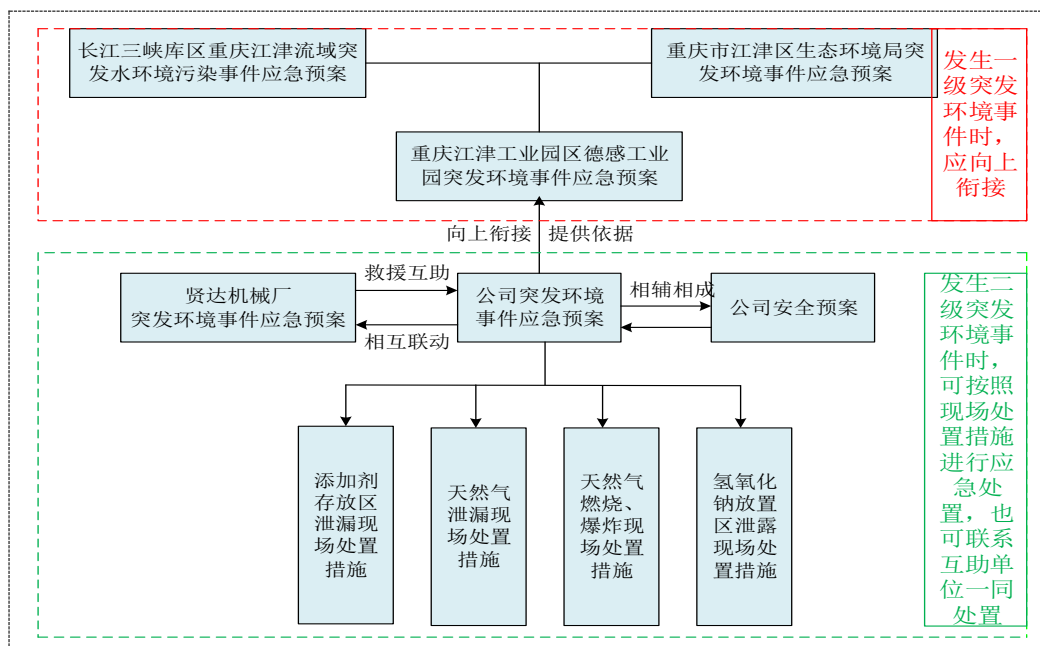 长江三峡库区重庆江津流域突
发水环境污染事件应急预案
重庆市江津区生态环境局突
发环境事件应急预案
发生一
级突发
环境事
件时，
应向上
衔接
重庆江津工业园区德感工业
园突发环境事件应急预案
向上衔接
提供依据
贤达机械厂
突发环境事件应急预案
救援互助
相互联动
公司突发环境
事件应急预案
相辅相成
公司安全预案
发生二
级突发
环境事
件时，
可按照
现场处
置措施
进行应
急处
置，也
可联系
互助单
位一同
处置
添加剂
存放区
泄漏现
场处置
措施
天然气
泄漏现
场处置
措施
天然气
燃烧、
爆炸现
场处置
措施
氢氧化
钠放置
区泄露
现场处
置措施